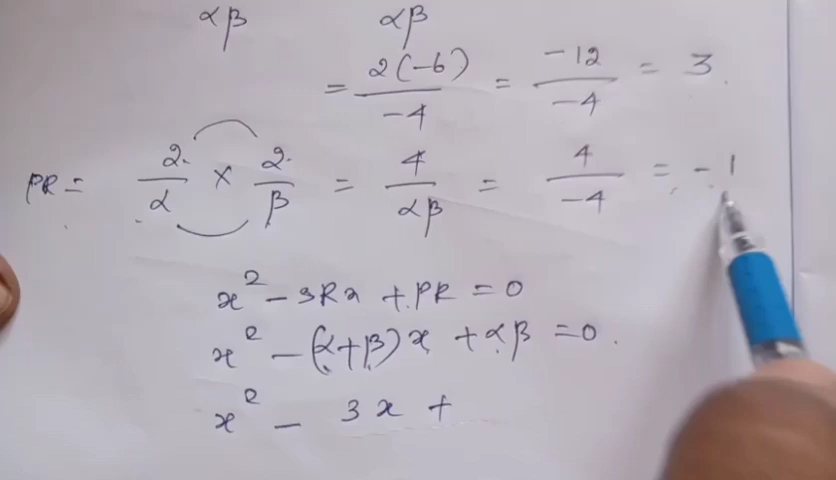 αβ αβ
= 2(-6)/-4 = -12/-4 = 3.
PR = 2/α × 2/β = 4/αβ = 4/-4 = -1
x² - SRx + PR = 0
x² - (α+β)x + αβ = 0.
x² - 3x +